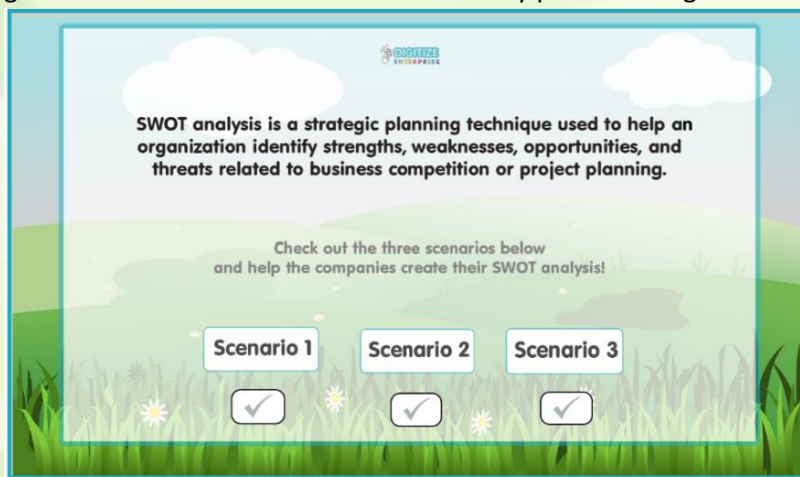 DIGITIZE
ENTERPRISE
SWOT analysis is a strategic planning technique used to help an
organization identify strengths, weaknesses, opportunities, and
threats related to business competition or project planning.
Check out the three scenarios below
and help the companies create their SWOT analysis!
Scenario 1 Scenario 2 Scenario 3